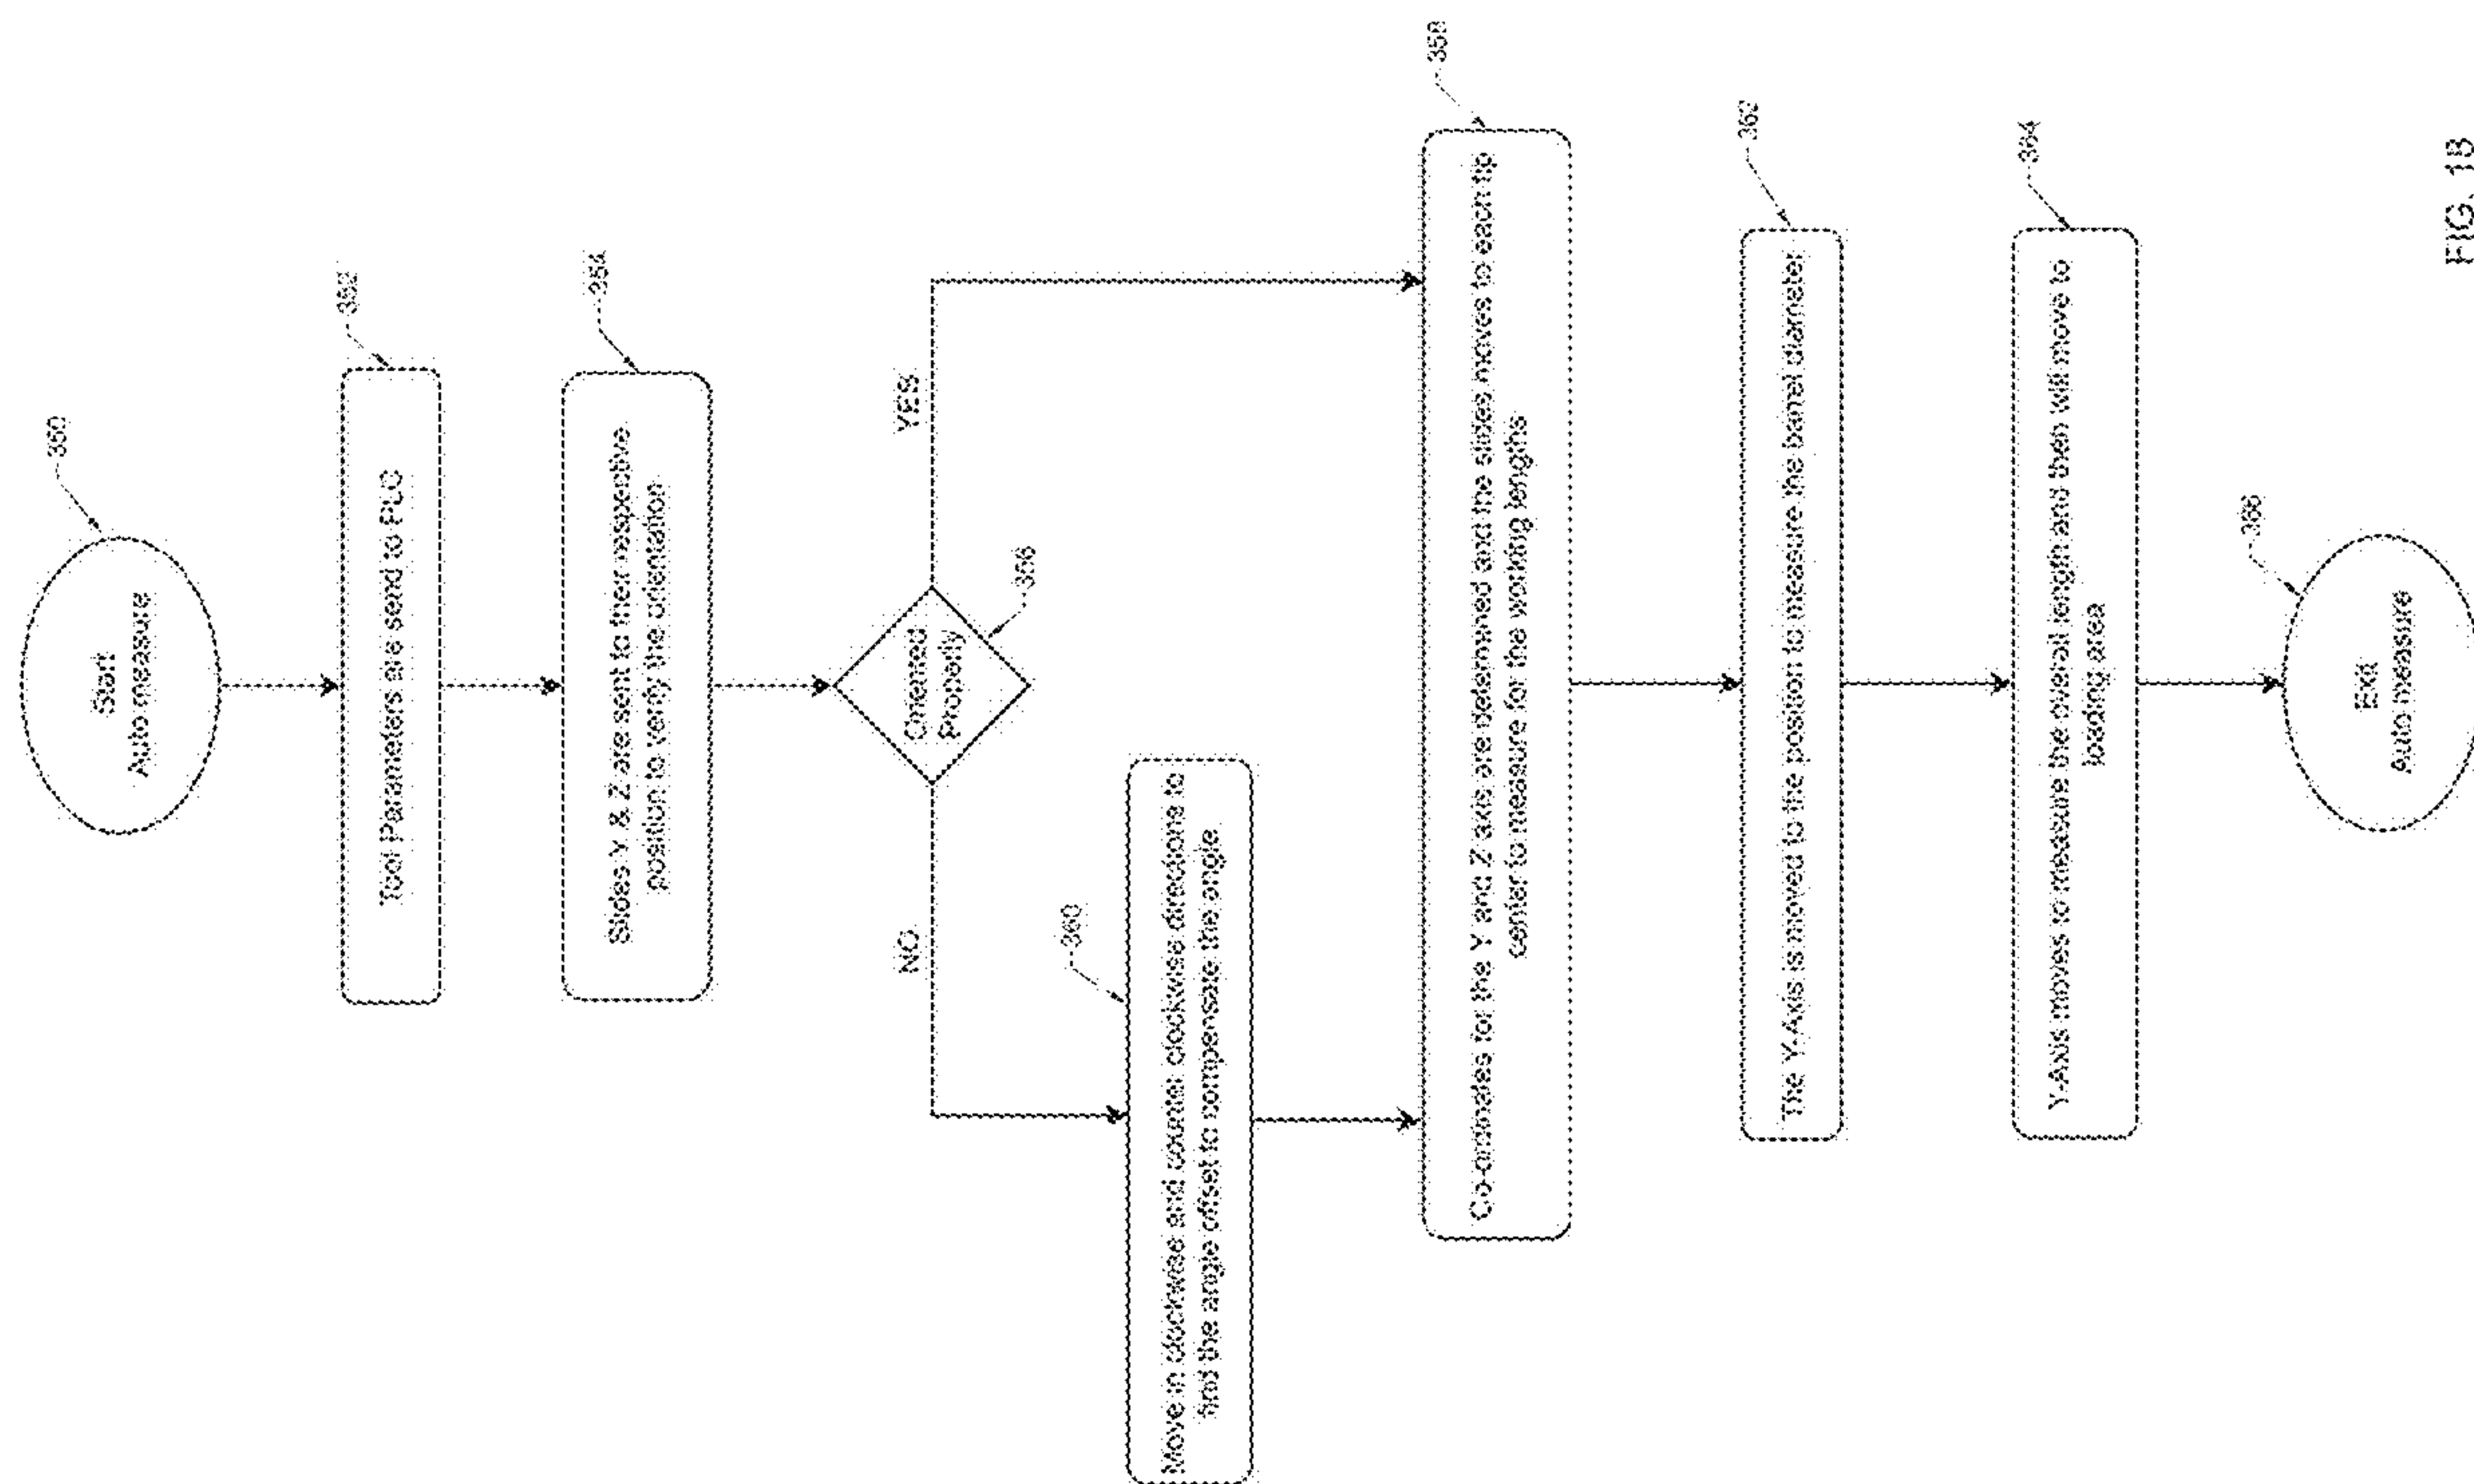 350
Start
Auto measure
352
Tool Parameters are send to PLC
354
Slides Y & Z are sent to their respective
position to verify the orientation
Oriented
Properly
356
YES
NO
360
Move in clockwise and counter clockwise directions to
find the angle offset to compensate the angle
358
Co-ordinates for the Y and Z axis are determined and the slides moves to each tip
center to measure for the working lengths
362
The Y-Axis is moved to the position to measure the barrel diameter
364
Y-Axis moves to measure the overall length and then will move to
loading area
366
Exit
Auto measure
FIG. 1B